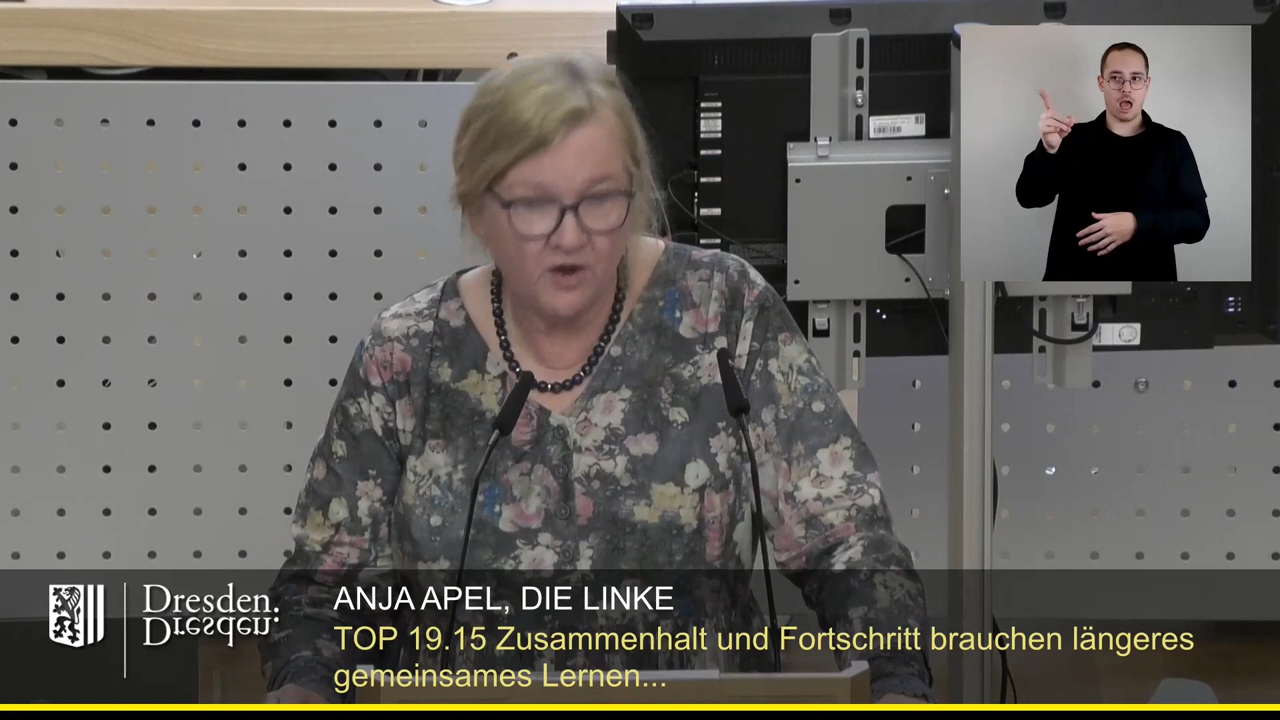 Dresden.
Dresden.
ANJA APEL, DIE LINKE
TOP 19.15 Zusammenhalt und Fortschritt brauchen längeres
gemeinsames Lernen...